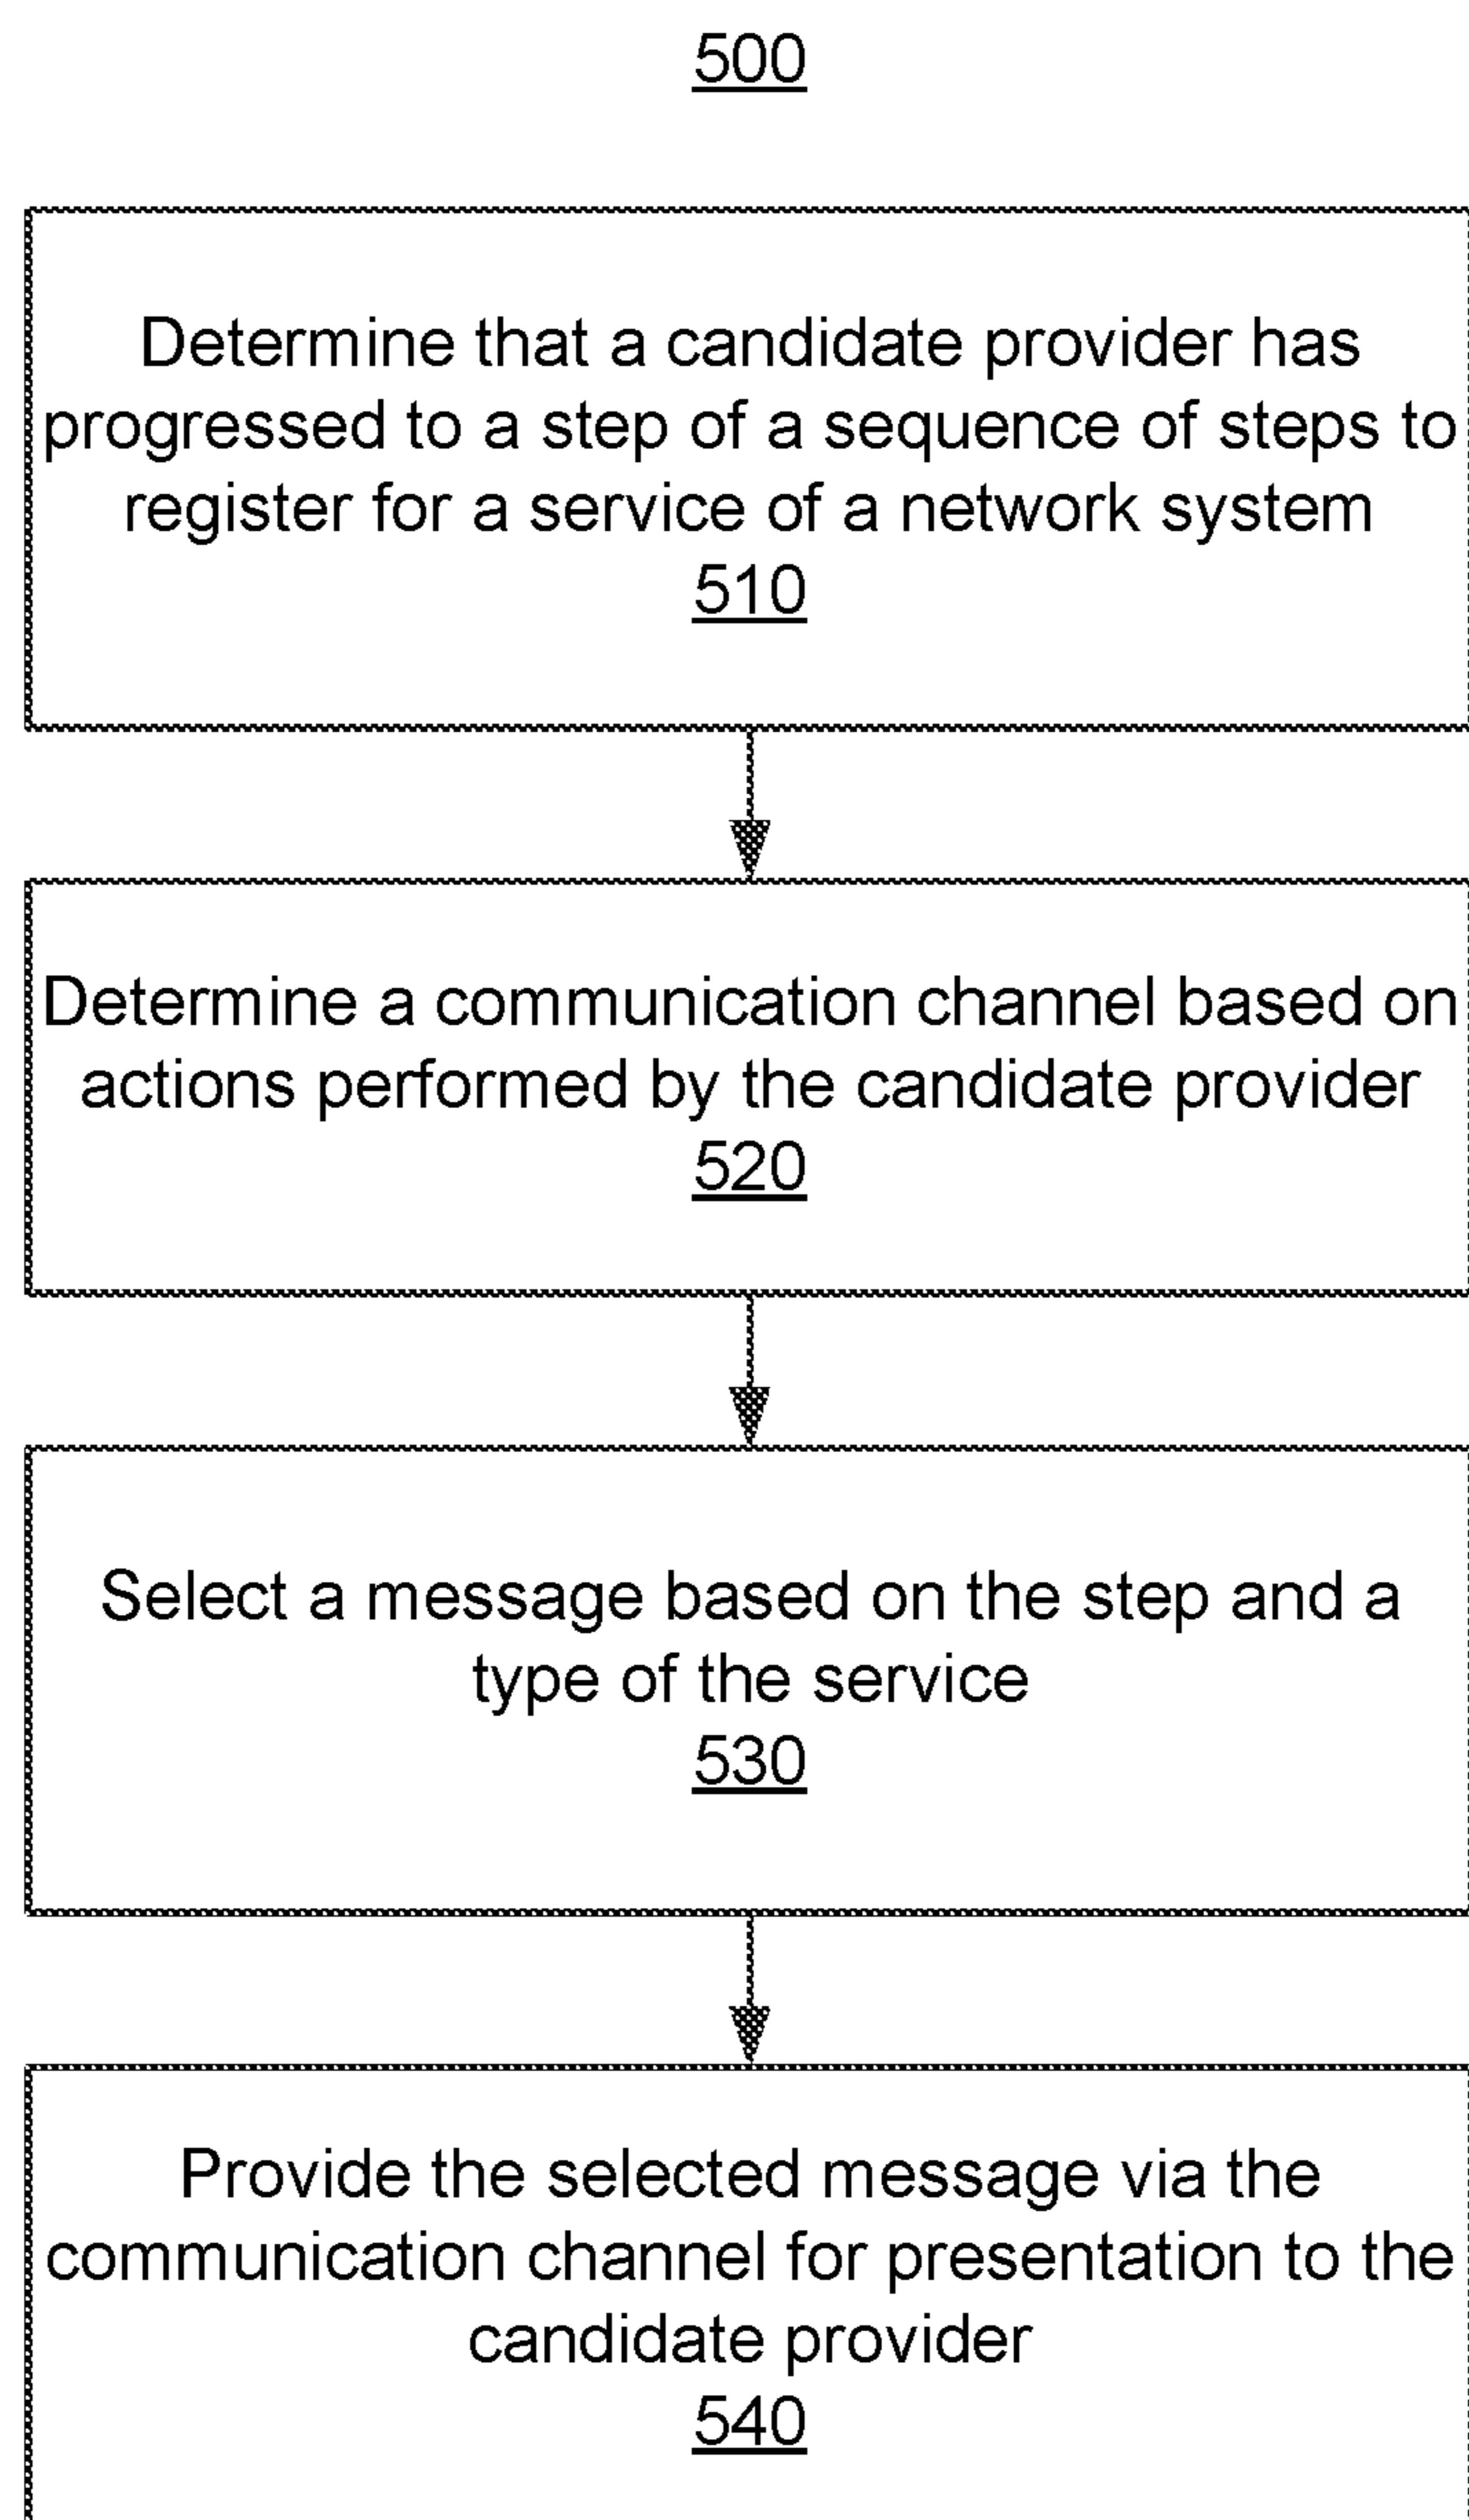 500
Determine that a candidate provider has
progressed to a step of a sequence of steps to
register for a service of a network system
510
Determine a communication channel based on
actions performed by the candidate provider
520
Select a message based on the step and a
type of the service
530
Provide the selected message via the
communication channel for presentation to the
candidate provider
540